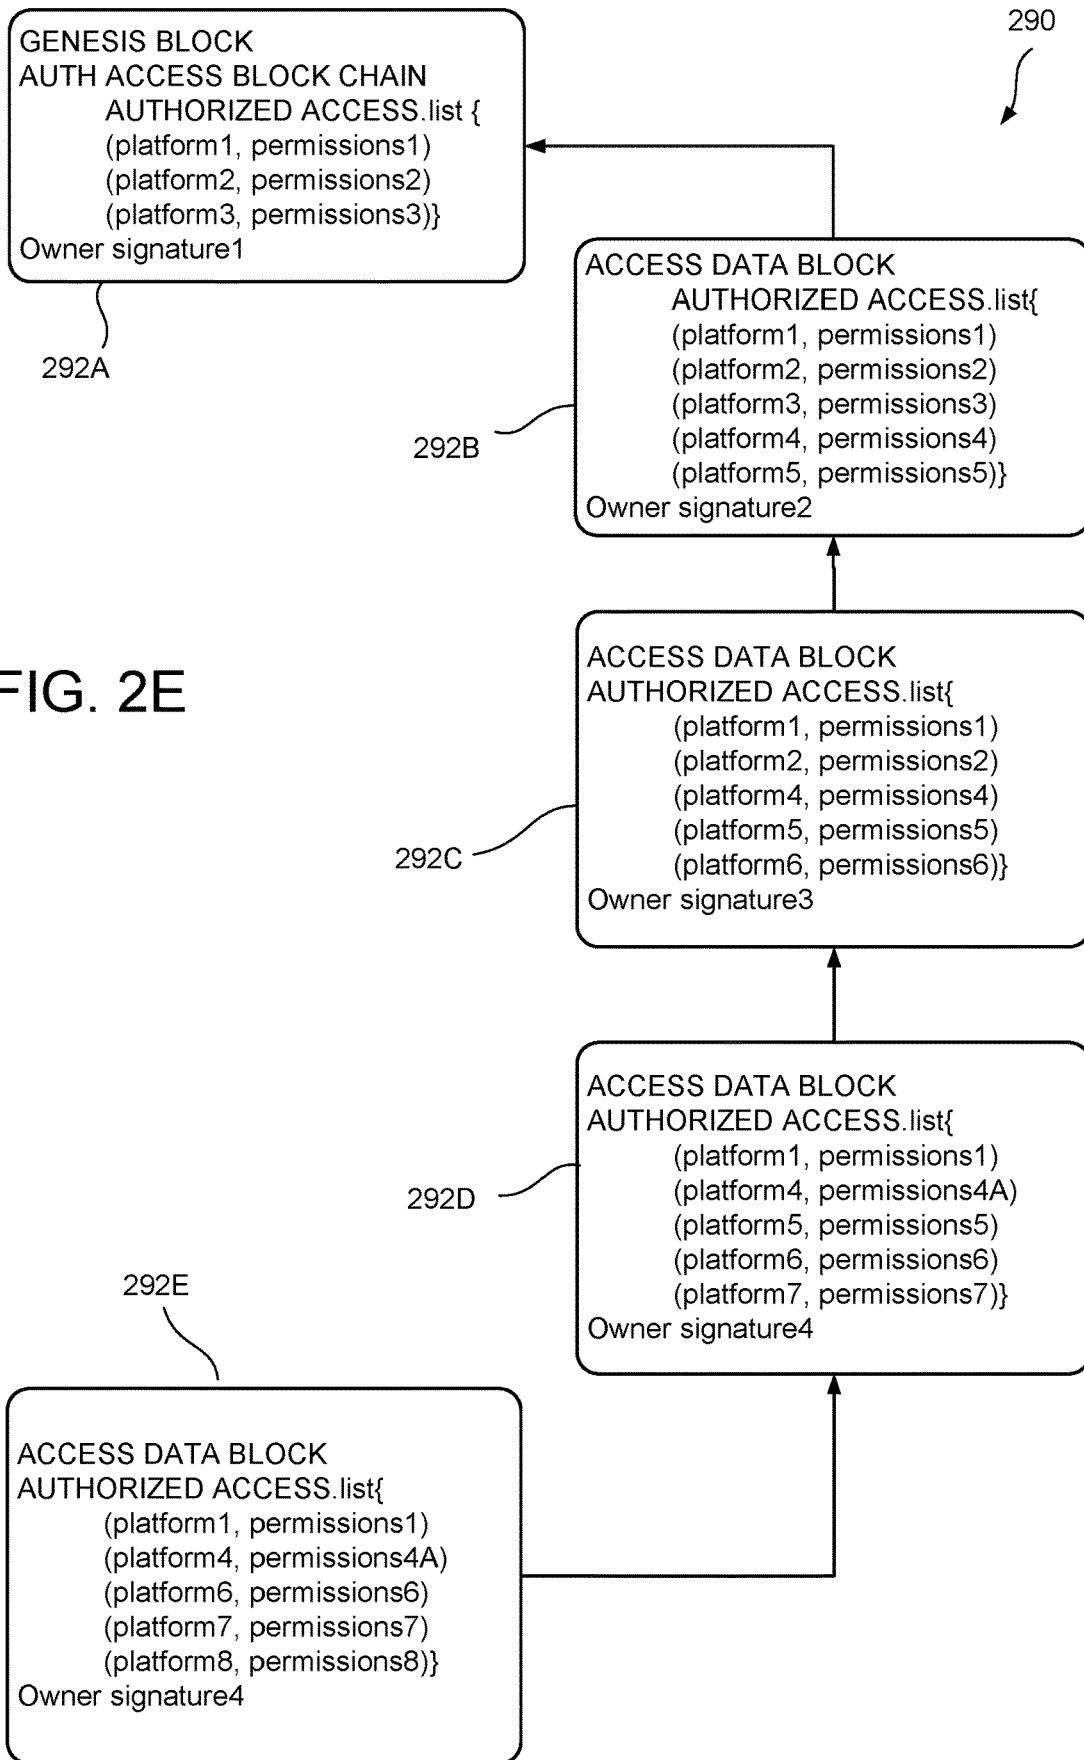 290
GENESIS BLOCK
AUTH ACCESS BLOCK CHAIN
AUTHORIZED ACCESS.list {
(platform1, permissions1)
(platform2, permissions2)
(platform3, permissions3)}
Owner signature1
292A
ACCESS DATA BLOCK
AUTHORIZED ACCESS.list{
(platform1, permissions1)
(platform2, permissions2)
(platform3, permissions3)
(platform4, permissions4)
(platform5, permissions5)}
Owner signature2
292B
FIG. 2E
ACCESS DATA BLOCK
AUTHORIZED ACCESS.list{
(platform1, permissions1)
(platform2, permissions2)
(platform4, permissions4)
(platform5, permissions5)
(platform6, permissions6)}
Owner signature3
292C
ACCESS DATA BLOCK
AUTHORIZED ACCESS.list{
(platform1, permissions1)
(platform4, permissions4A)
(platform5, permissions5)
(platform6, permissions6)
(platform7, permissions7)}
Owner signature4
292D
292E
ACCESS DATA BLOCK
AUTHORIZED ACCESS.list{
(platform1, permissions1)
(platform4, permissions4A)
(platform6, permissions6)
(platform7, permissions7)
(platform8, permissions8)}
Owner signature4